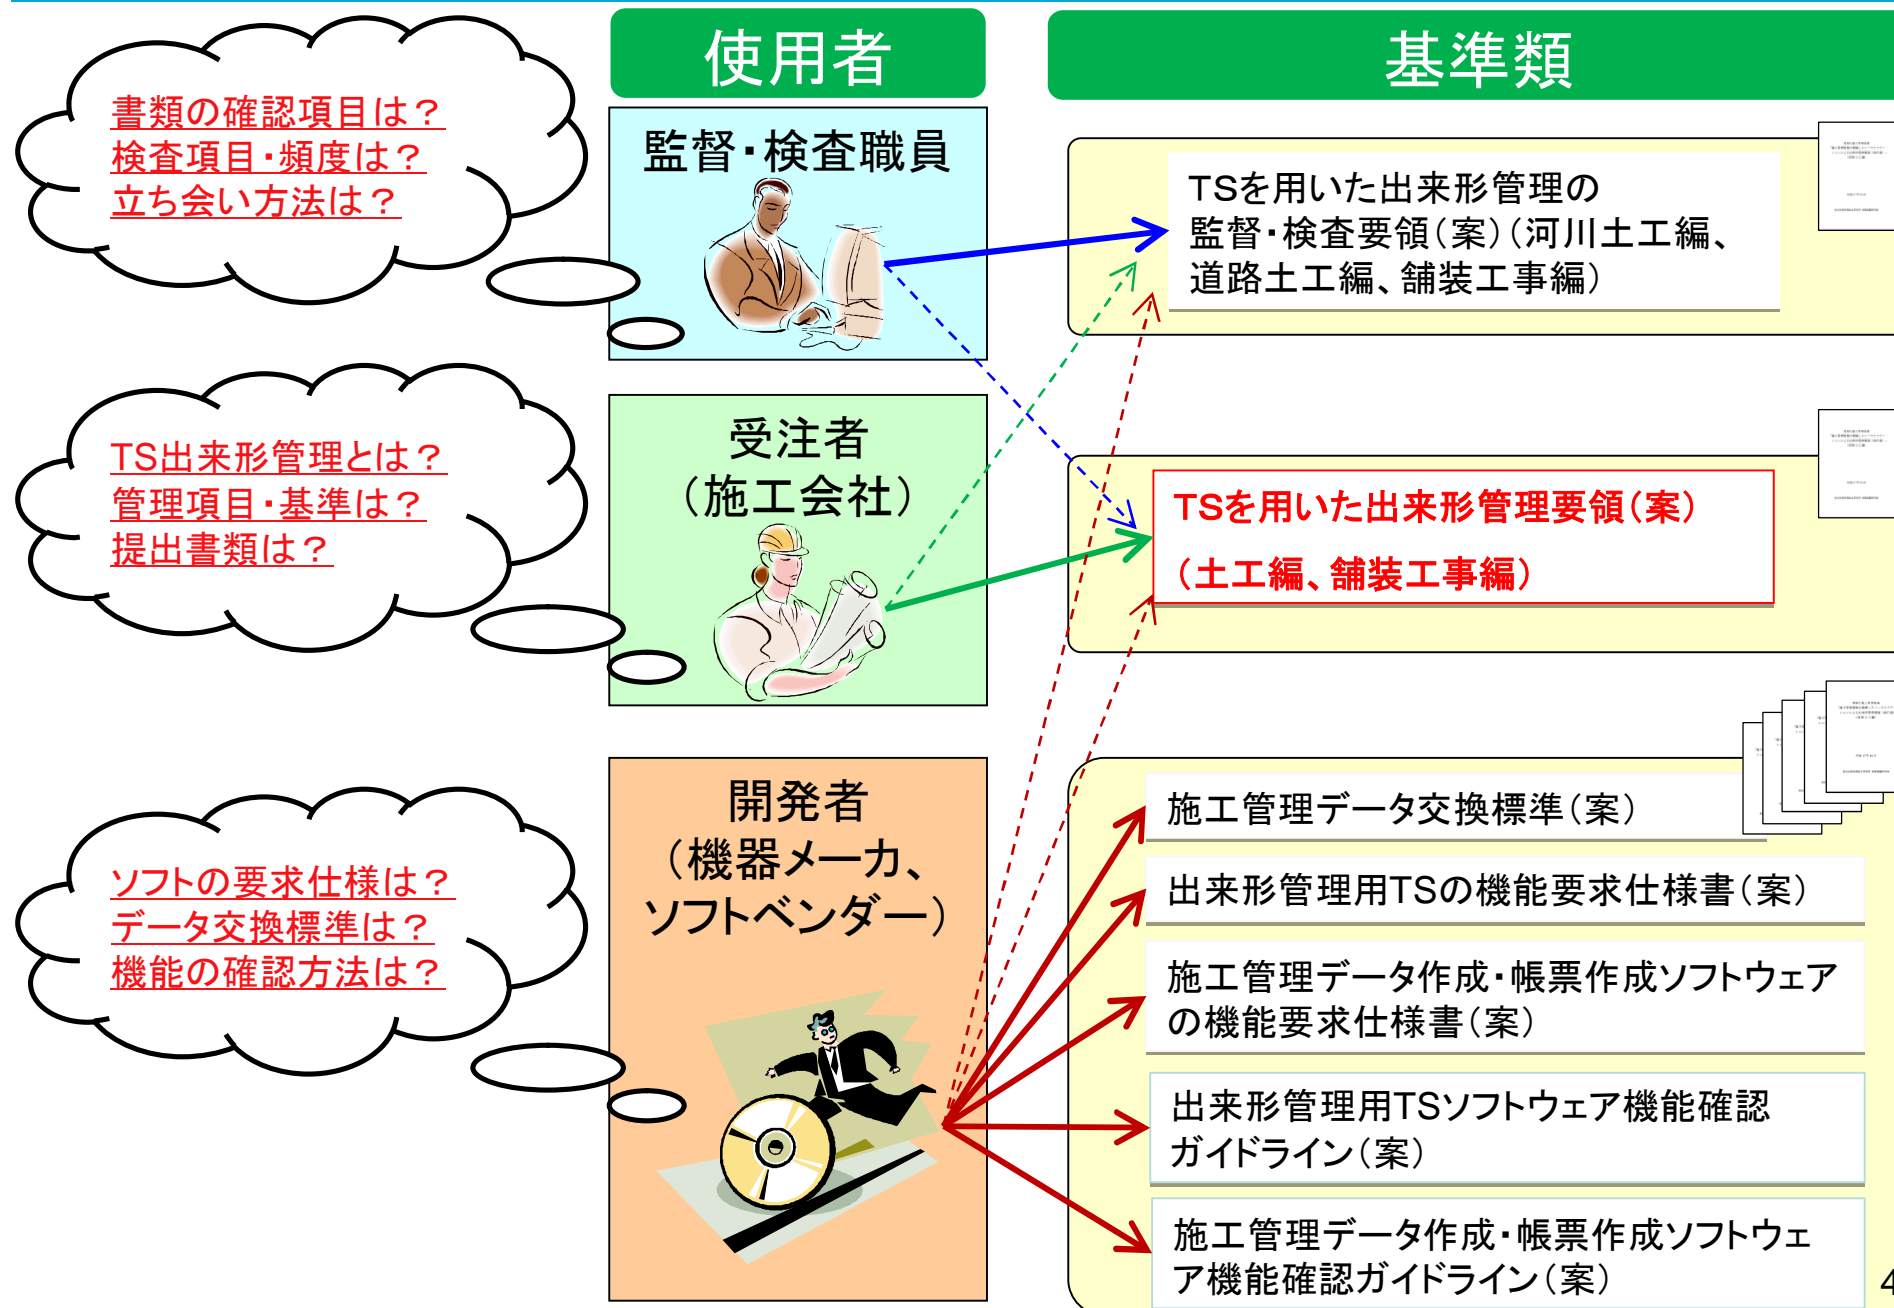 使用者
基準類
書類の確認項目は？
検査項目・頻度は？
立ち会い方法は？
監督・検査職員
TSを用いた出来形管理の
監督・検査要領（案）（河川土工編、
道路土工編、舗装工事編）
TS出来形管理とは？
管理項目・基準は？
提出書類は？
受注者
（施工会社）
TSを用いた出来形管理要領（案）
（土工編、舗装工事編）
ソフトの要求仕様は？
データ交換標準は？
機能の確認方法は？
開発者
（機器メーカ、
ソフトベンダー）
施工管理データ交換標準（案）
出来形管理用TSの機能要求仕様書（案）
施工管理データ作成・帳票作成ソフトウェア
の機能要求仕様書（案）
出来形管理用TSソフトウェア機能確認
ガイドライン（案）
施工管理データ作成・帳票作成ソフトウェ
ア機能確認ガイドライン（案）
4